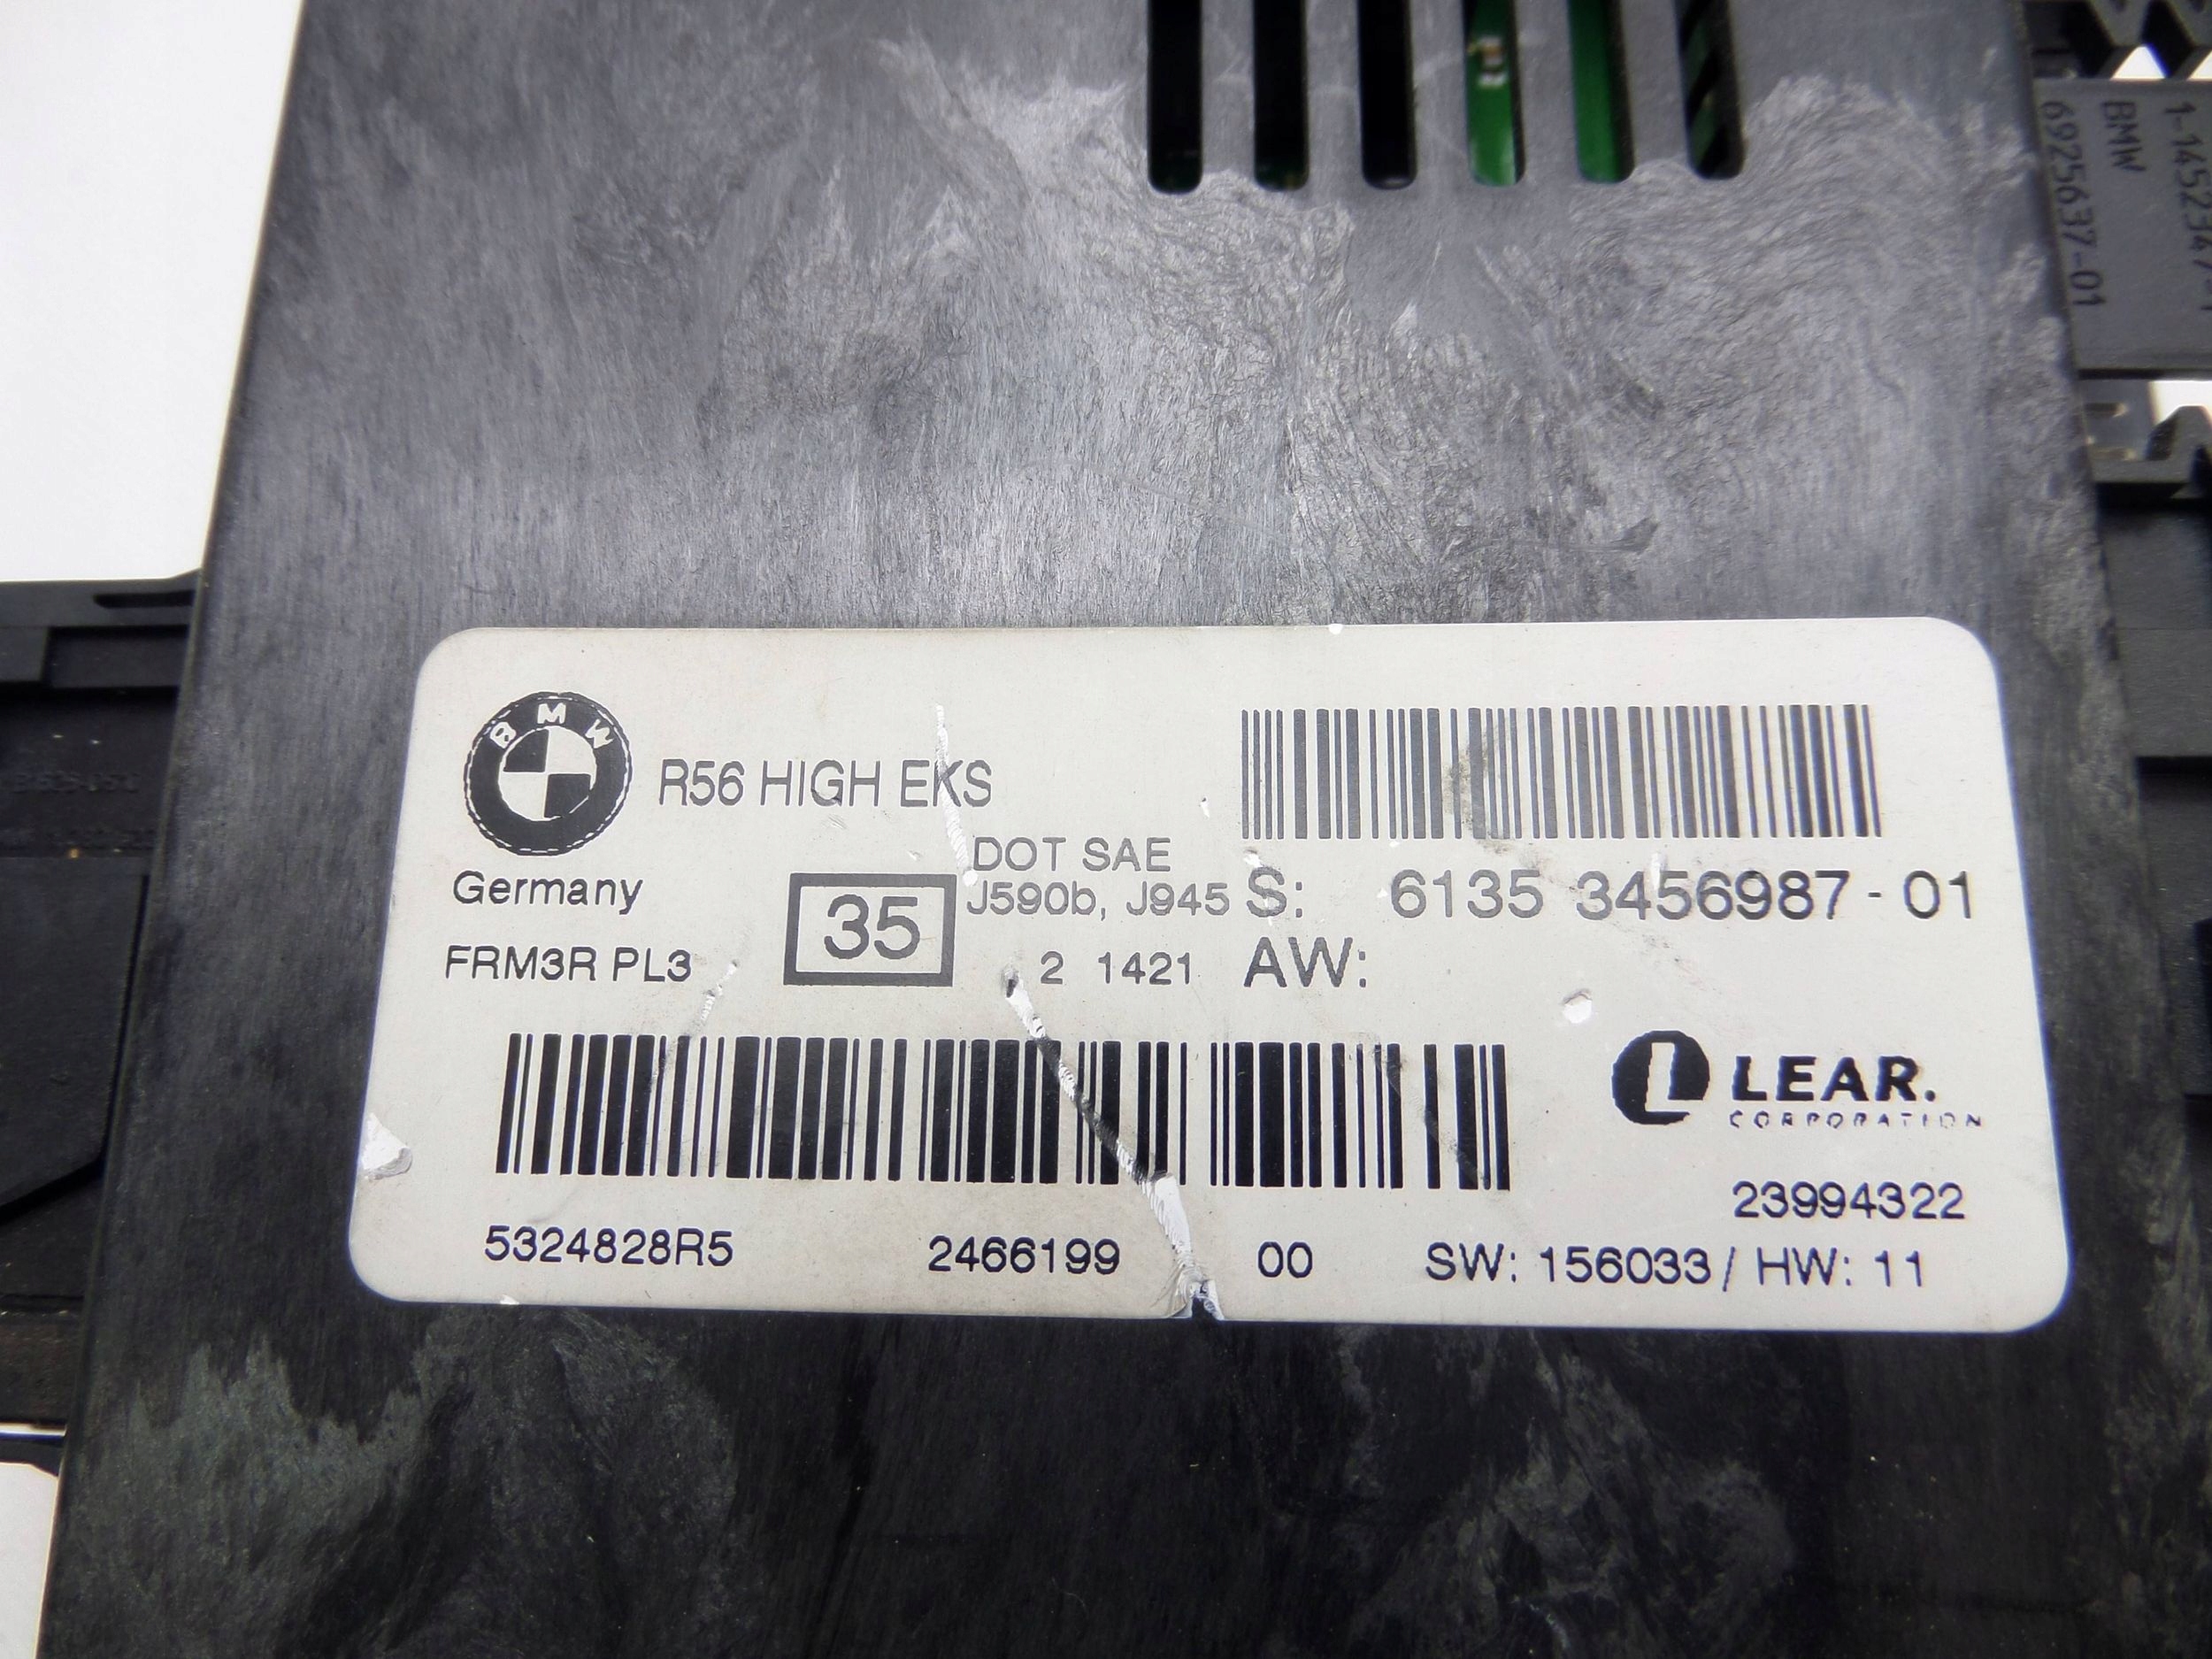 1-1452347
BMW
6925637-01
BMW
R56 HIGH EKS
DOT SAE
Germany
35
J590b, J945
S: 6135 3456987-01
FRM3R PL3
2 1421
AW:
LEAR.
CORPORATION
23994322
5324828R5 2466199 00 SW: 156033 / HW: 11